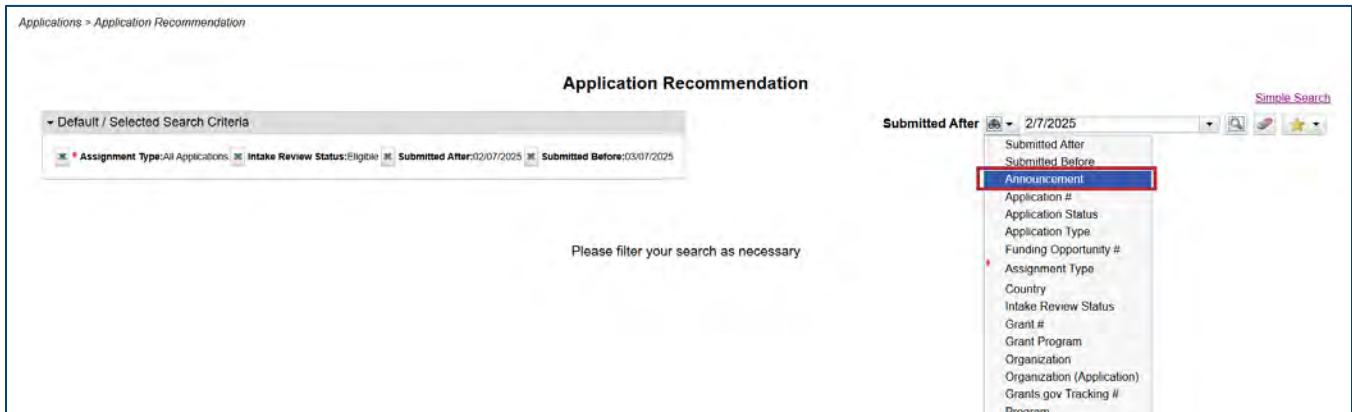 Applications > Application Recommendation
Application Recommendation
Simple Search
Default / Selected Search Criteria
Submitted After 2/7/2025
* Assignment Type:All Applications Intake Review Status:Eligible Submitted After:02/07/2025 Submitted Before:03/07/2025
Submitted After
Submitted Before
Announcement
Application #
Application Status
Application Type
Please filter your search as necessary
Funding Opportunity #
* Assignment Type
Country
Intake Review Status
Grant #
Grant Program
Organization
Organization (Application)
Grants.gov Tracking #
Program